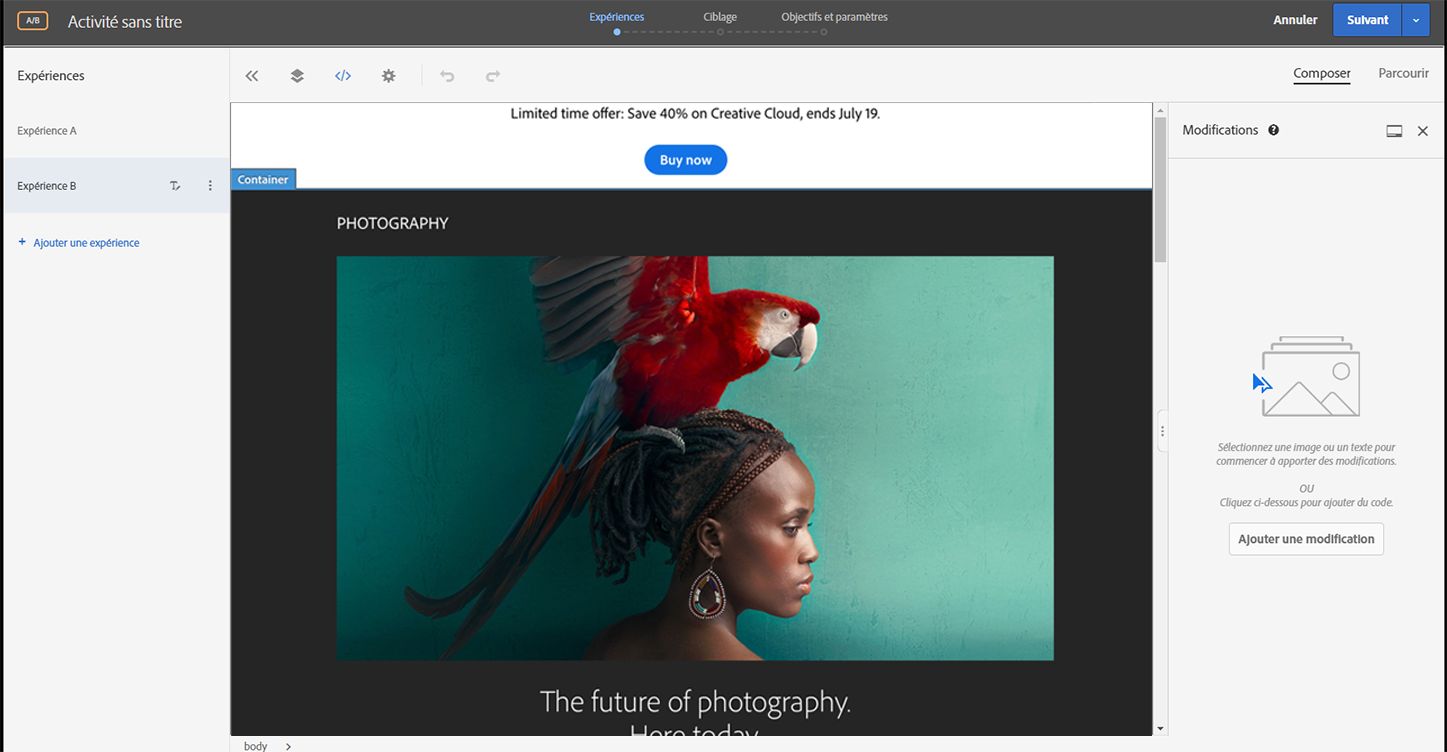 A/B
Activité sans titre
Expériences
Ciblage
Objectifs et paramètres
Annuler
Suivant
Expériences
</>
Composer
Parcourir
Expérience A
Expérience B
+ Ajouter une expérience
Limited time offer: Save 40% on Creative Cloud, ends July 19.
Buy now
Container
PHOTOGRAPHY
The future of photography.
Here today.
Modifications ?
Sélectionnez une image ou un texte pour
commencer à apporter des modifications.
OU
Cliquez ci-dessous pour ajouter du code.
Ajouter une modification
body